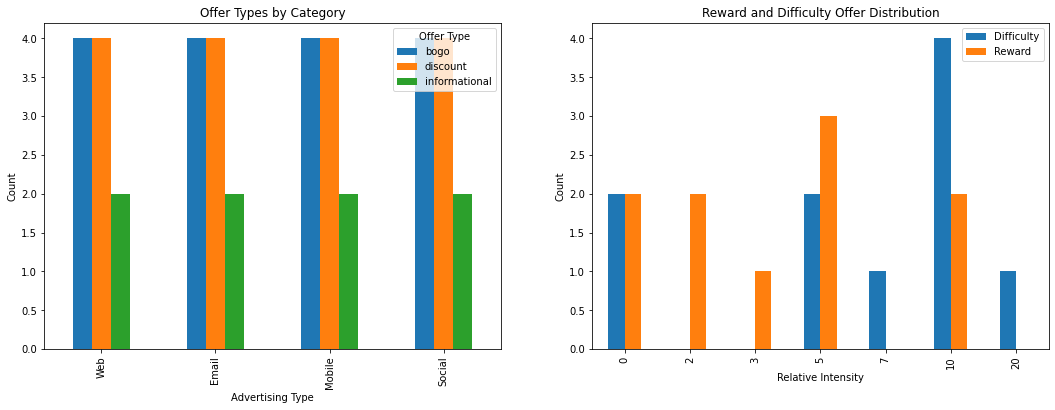 Offer Types by Category
Offer Type
bogo
discount
informational
4.0
3.5
3.0
2.5
2.0
1.5
1.0
0.5
0.0
Count
Web
Email
Mobile
Social
Advertising Type
Reward and Difficulty Offer Distribution
Difficulty
Reward
4.0
3.5
3.0
2.5
2.0
1.5
1.0
0.5
0.0
Count
0
2
3
5
7
10
20
Relative Intensity